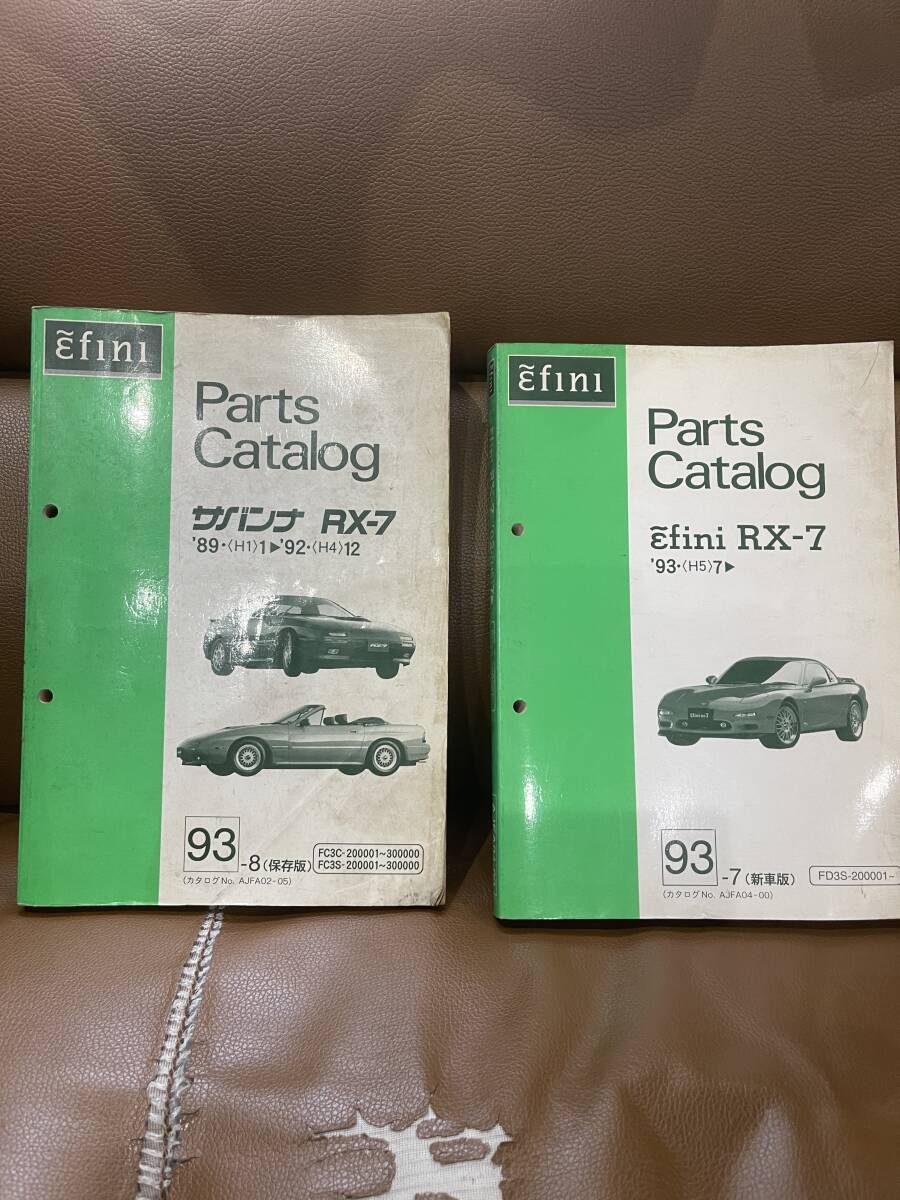 ε̃fini
Parts
Catalog
サバンナ RX-7
'89・〈H1〉1▶'92・〈H4〉12
RX-7
93-8(保存版)
FC3C-200001~300000
FC3S-200001~300000
(カタログNo. AJFA02-05)
ε̃fini
Parts
Catalog
ε̃fini RX-7
'93・〈H5〉7▶
93-7(新車版)
FD3S-200001~
(カタログNo. AJFA04-00)